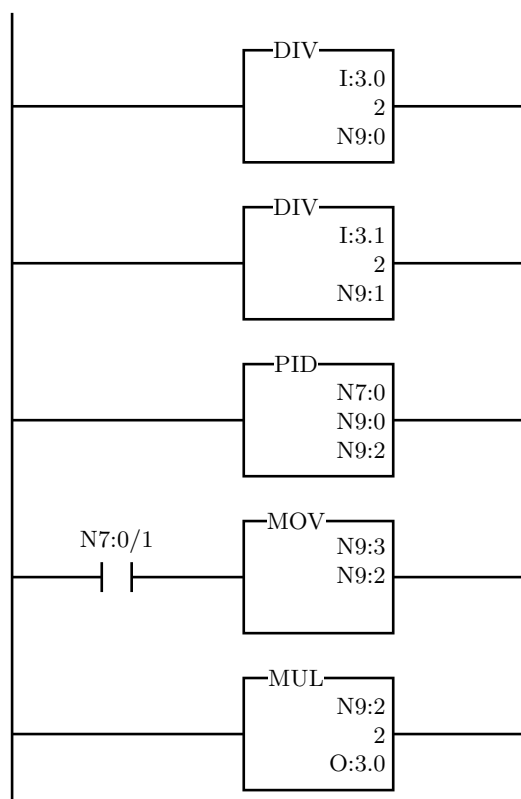 DIV
I:3.0
2
N9:0
DIV
I:3.1
2
N9:1
PID
N7:0
N9:0
N9:2
N7:0/1
MOV
N9:3
N9:2
MUL
N9:2
2
O:3.0